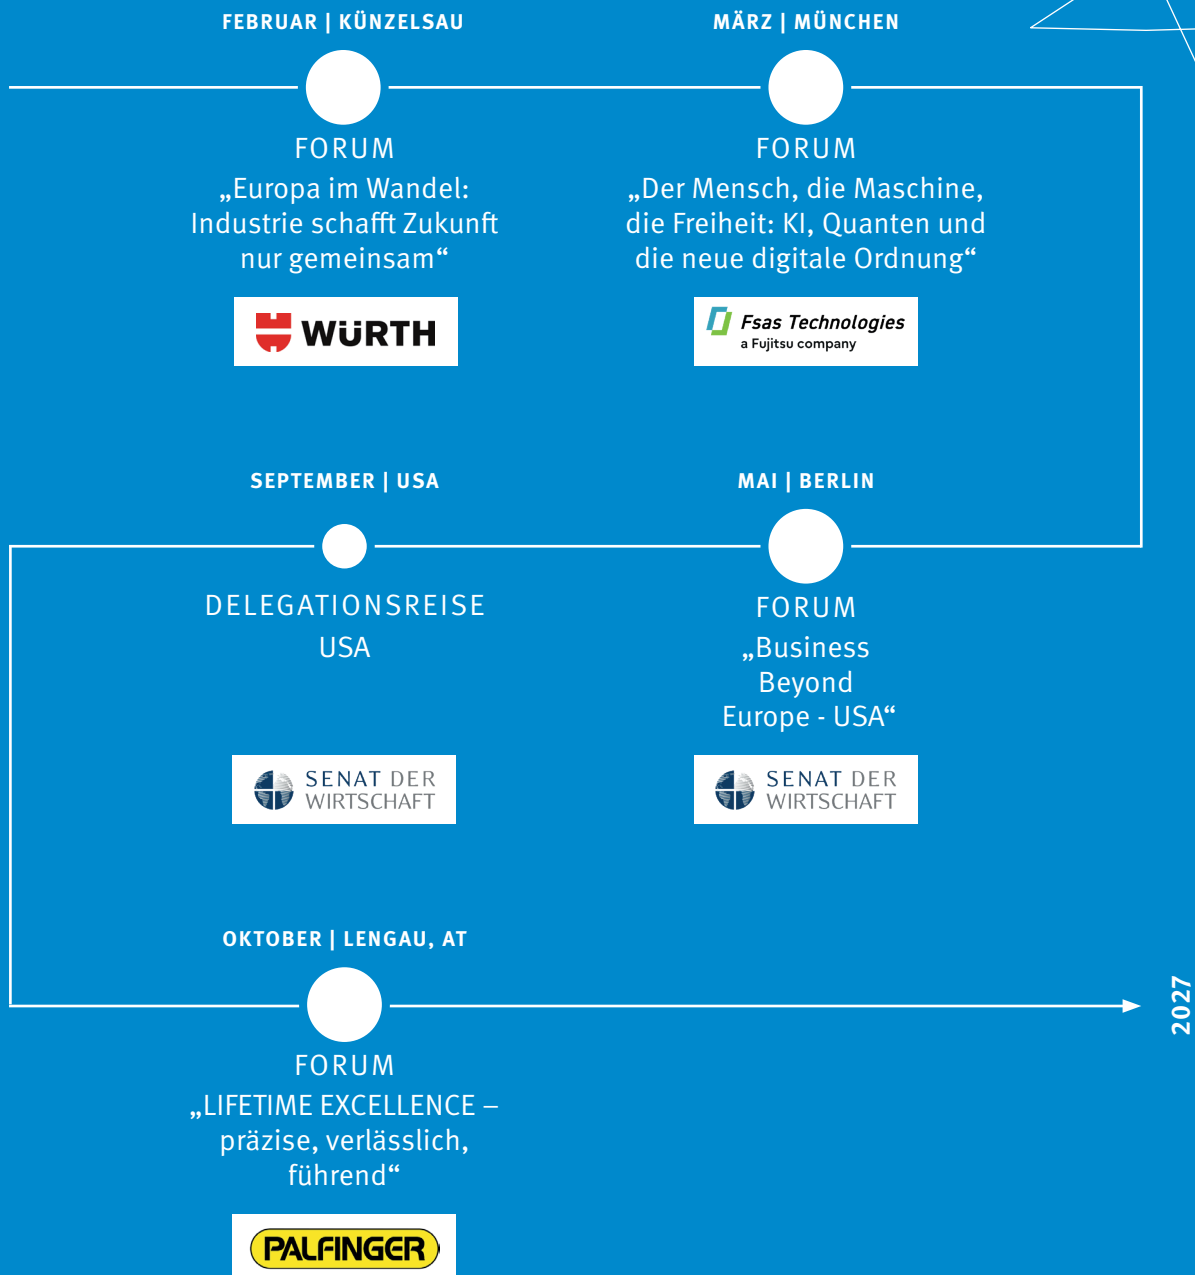 FEBRUAR | KÜNZELSAU
FORUM
„Europa im Wandel:
Industrie schafft Zukunft
nur gemeinsam“
WÜRTH
MÄRZ | MÜNCHEN
FORUM
„Der Mensch, die Maschine,
die Freiheit: KI, Quanten und
die neue digitale Ordnung“
Fsas Technologies
a Fujitsu company
MAI | BERLIN
FORUM
„Business
Beyond
Europe - USA“
SENAT DER
WIRTSCHAFT
SEPTEMBER | USA
DELEGATIONSREISE
USA
SENAT DER
WIRTSCHAFT
OKTOBER | LENGAU, AT
FORUM
„LIFETIME EXCELLENCE –
präzise, verlässlich,
führend“
PALFINGER
2027